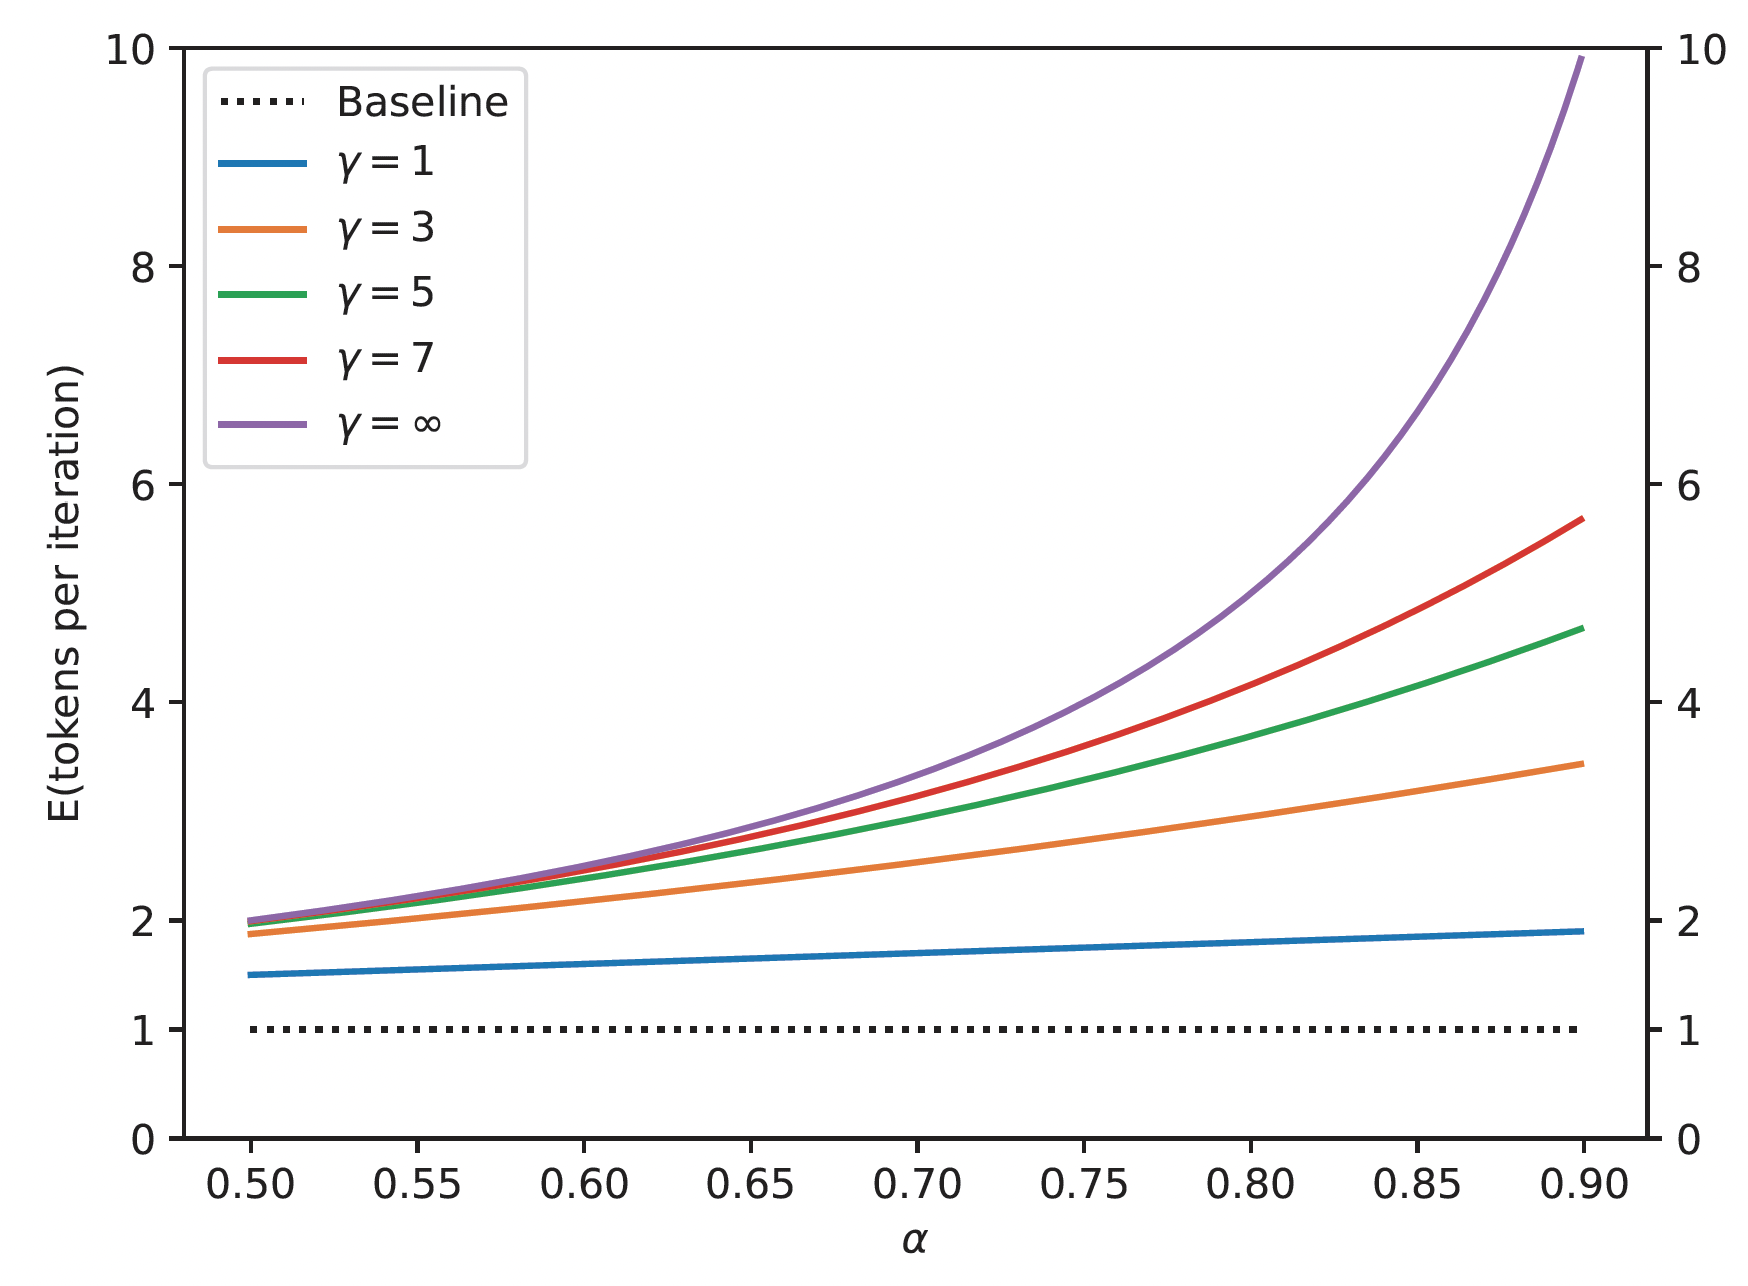 10
8
6
4
2
1
0
10
8
6
4
2
1
0
E(tokens per iteration)
Baseline
γ = 1
γ = 3
γ = 5
γ = 7
γ = ∞
0.50 0.55 0.60 0.65 0.70 0.75 0.80 0.85 0.90
α